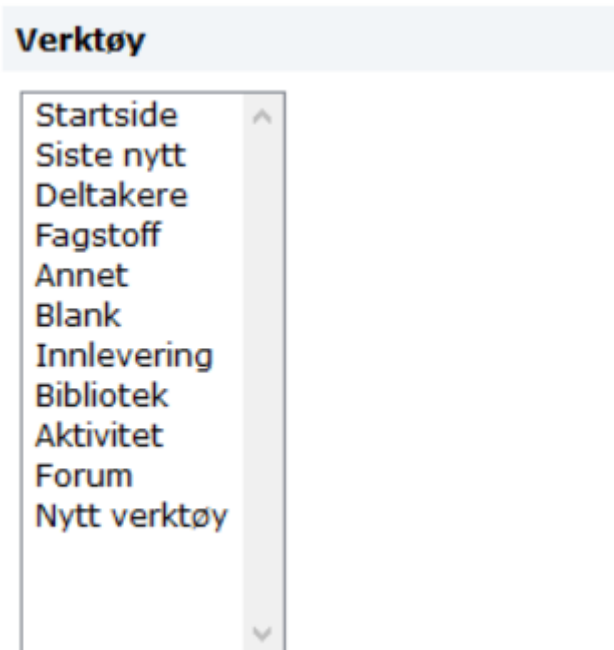 Verktøy
Startside
Siste nytt
Deltakere
Fagstoff
Annet
Blank
Innlevering
Bibliotek
Aktivitet
Forum
Nytt verktøy